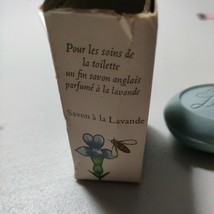 Pour les soins de
la toilette
un fin savon anglais
parfumé à la lavande
Savon à la Lavande